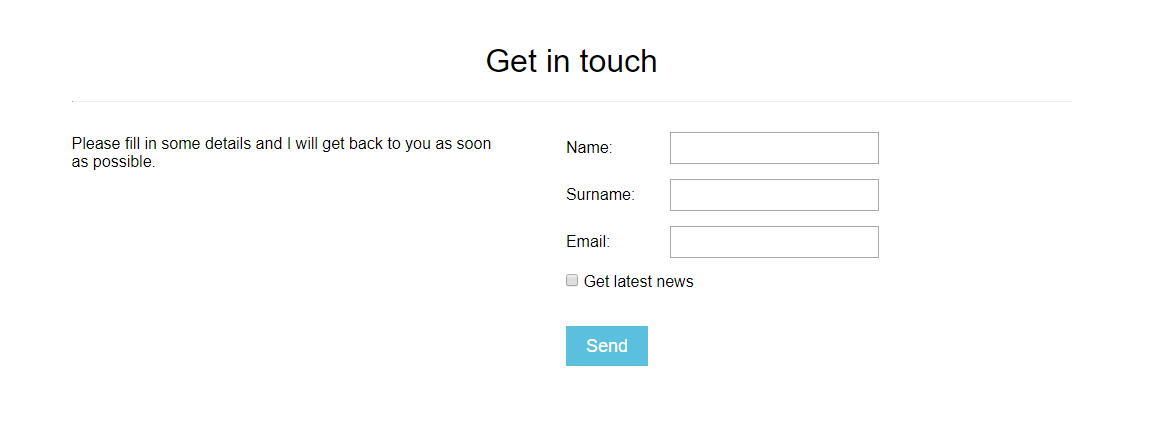 Get in touch
Please fill in some details and I will get back to you as soon
as possible.
Name:
Surname:
Email:
Get latest news
Send